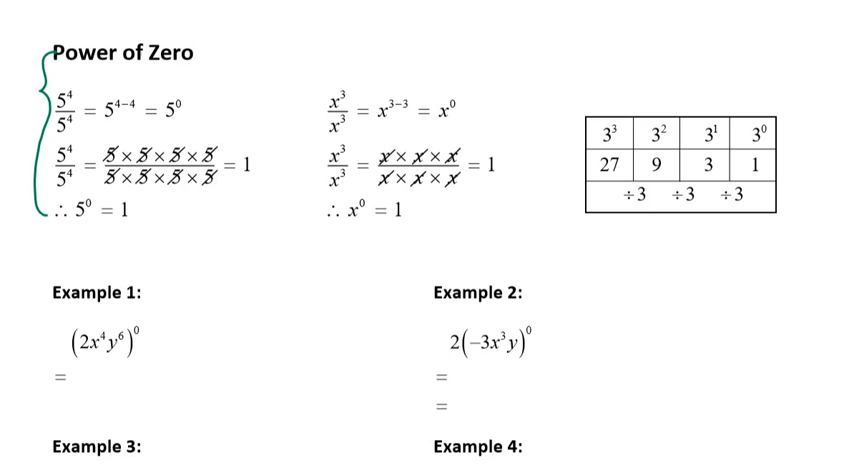 Power of Zero
5⁴/5⁴ = 5⁴⁻⁴ = 5⁰
5⁴/5⁴ = 5 × 5 × 5 × 5 / 5 × 5 × 5 × 5 = 1
∴ 5⁰ = 1
x³/x³ = x³⁻³ = x⁰
x³/x³ = x × x × x / x × x × x = 1
∴ x⁰ = 1
3³ 3² 3¹ 3⁰
27 9 3 1
÷3 ÷3 ÷3
Example 1:
(2x⁴y⁶)⁰
=
Example 2:
2(−3x³y)⁰
=
=
Example 3:
Example 4: